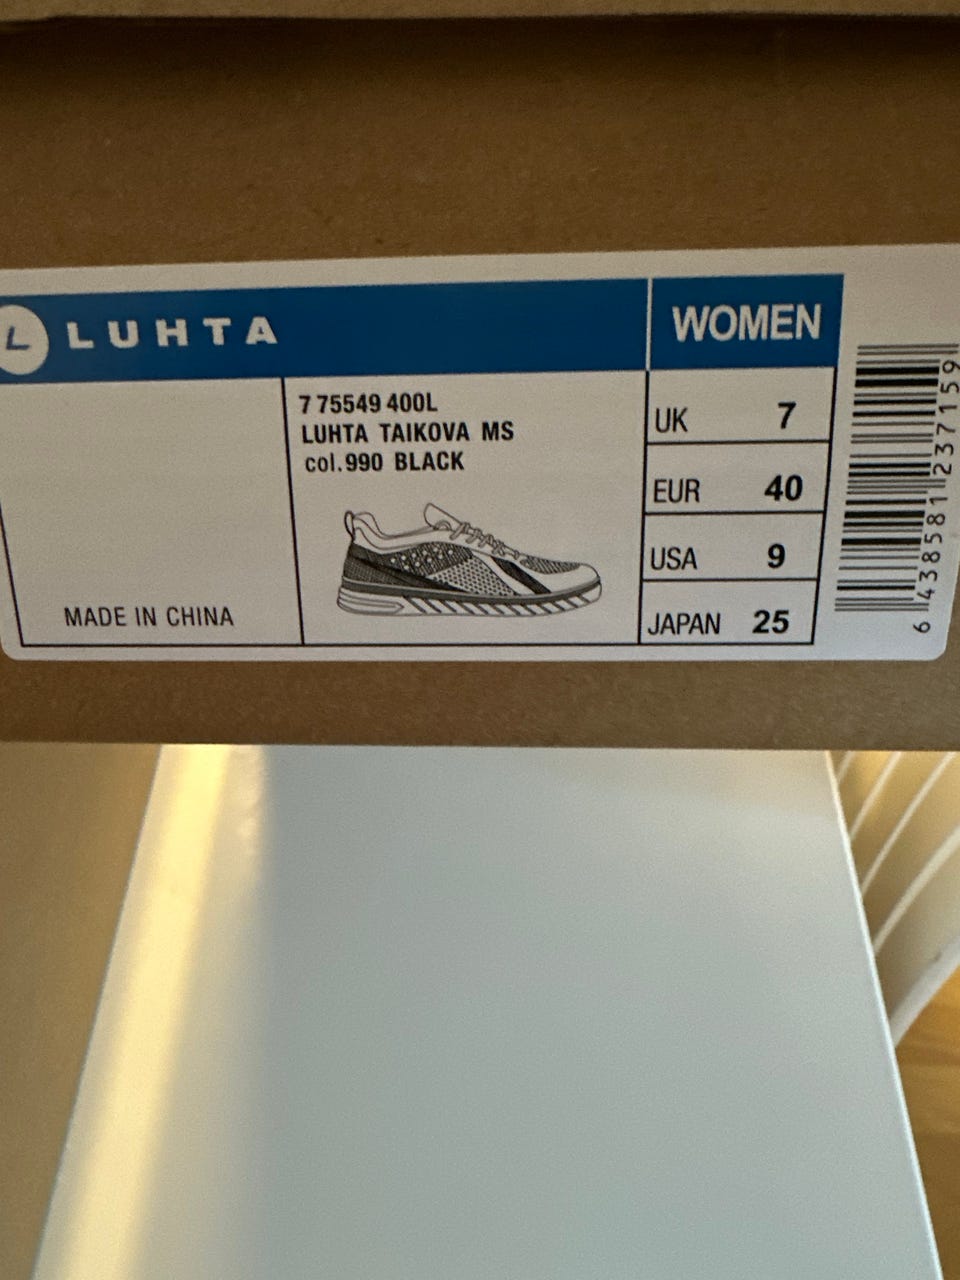 L LUHTA
WOMEN
7 75549 400L
LUHTA TAIKOVA MS
col.990 BLACK
MADE IN CHINA
UK 7
EUR 40
USA 9
JAPAN 25
6 438581 237159